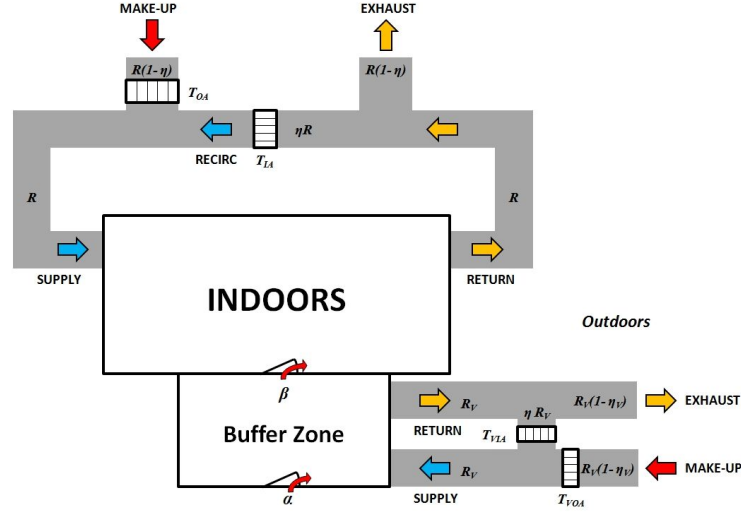 MAKE-UP
EXHAUST
R(1-η)
R(1-η)
T_OA
ηR
RECIRC
T_IA
R
R
SUPPLY
RETURN
INDOORS
Outdoors
β
Buffer Zone
R_V
η R_V
R_V(1-η_V)
EXHAUST
RETURN
T_VIA
R_V
R_V(1-η_V)
MAKE-UP
α
SUPPLY
T_VOA